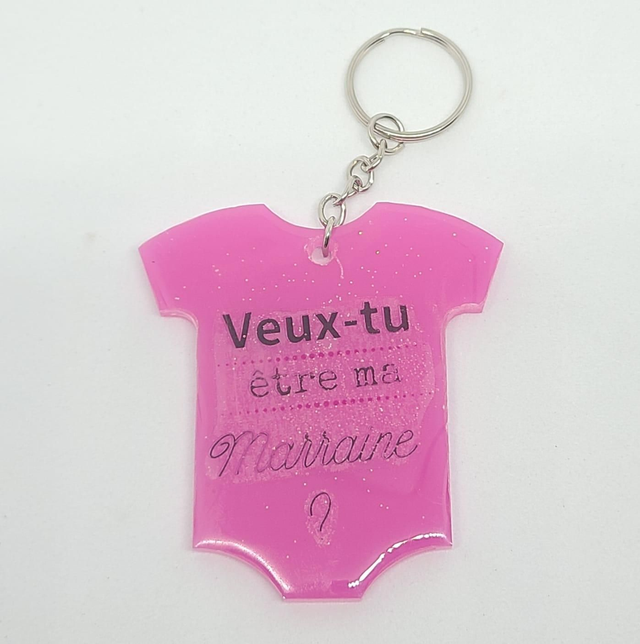 Veux-tu
être ma
Marraine
?